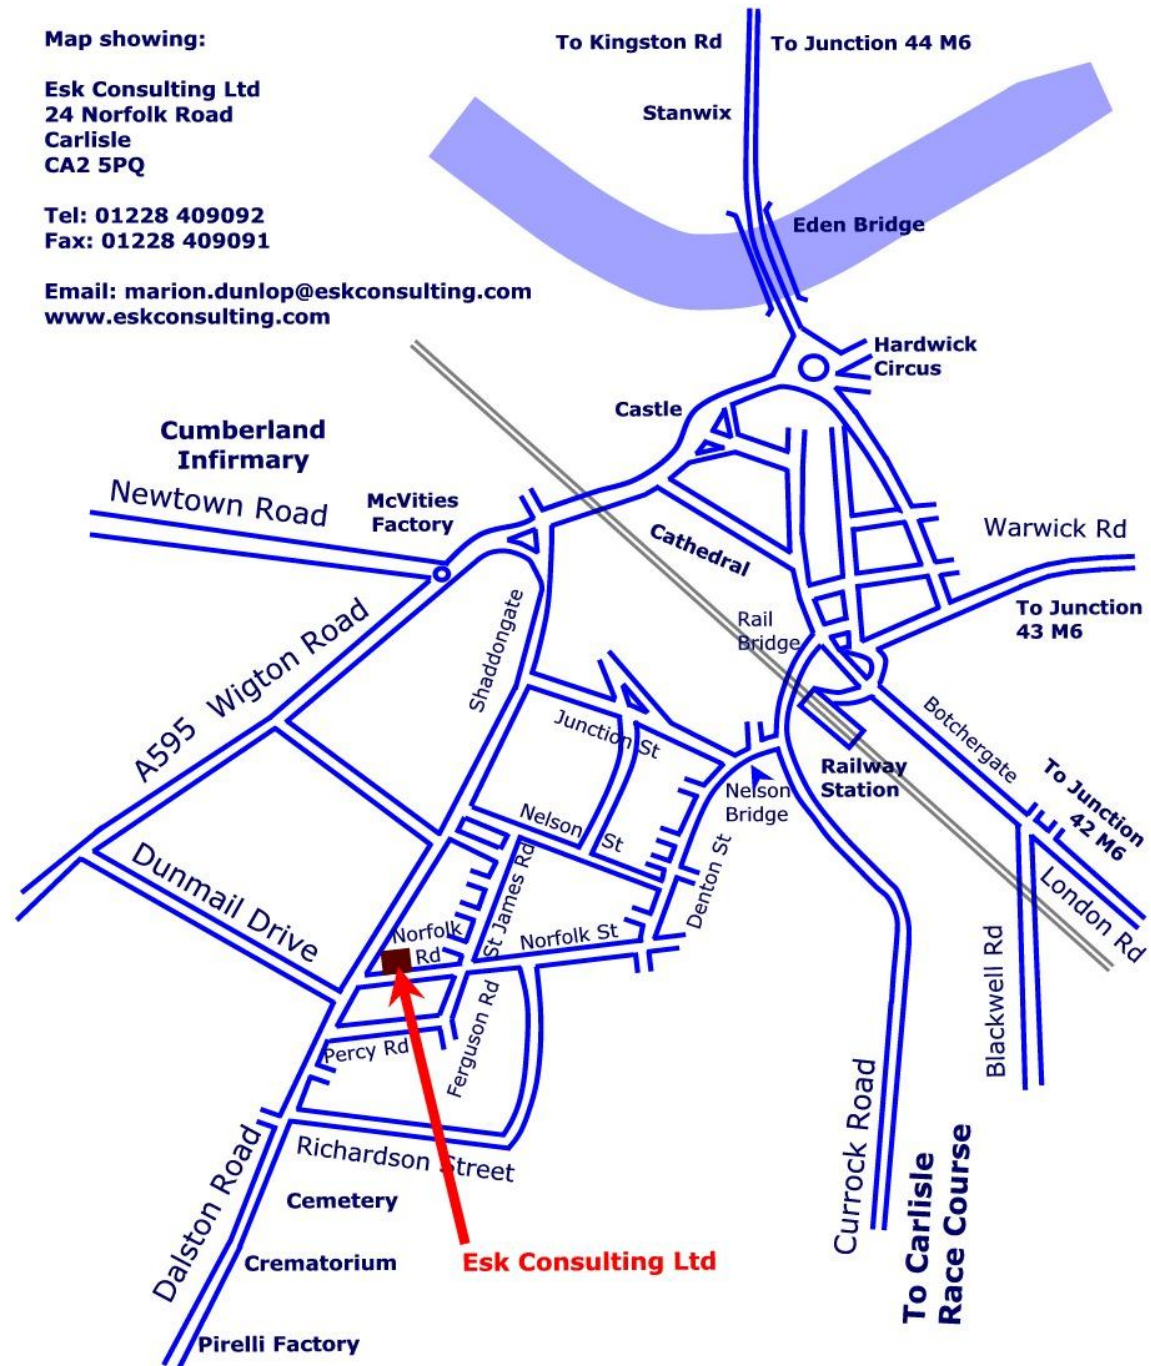 Map showing:
Esk Consulting Ltd
24 Norfolk Road
Carlisle
CA2 5PQ
Tel: 01228 409092
Fax: 01228 409091
Email: marion.dunlop@eskconsulting.com
www.eskconsulting.com
To Kingston Rd
To Junction 44 M6
Stanwix
Eden Bridge
Hardwick
Circus
Castle
Cumberland
Infirmary
Newtown Road
McVities
Factory
Cathedral
Warwick Rd
To Junction
43 M6
Rail
Bridge
A595 Wigton Road
Shaddongate
Junction St
Botchergate
Railway
Station
Nelson
Bridge
To Junction
42 M6
Nelson St
Denton St
London Rd
Dunmail Drive
St James Rd
Norfolk
Rd
Norfolk St
Blackwell Rd
Ferguson Rd
Percy Rd
Currock Road
Richardson Street
Dalston Road
To Carlisle
Race Course
Cemetery
Crematorium
Esk Consulting Ltd
Pirelli Factory